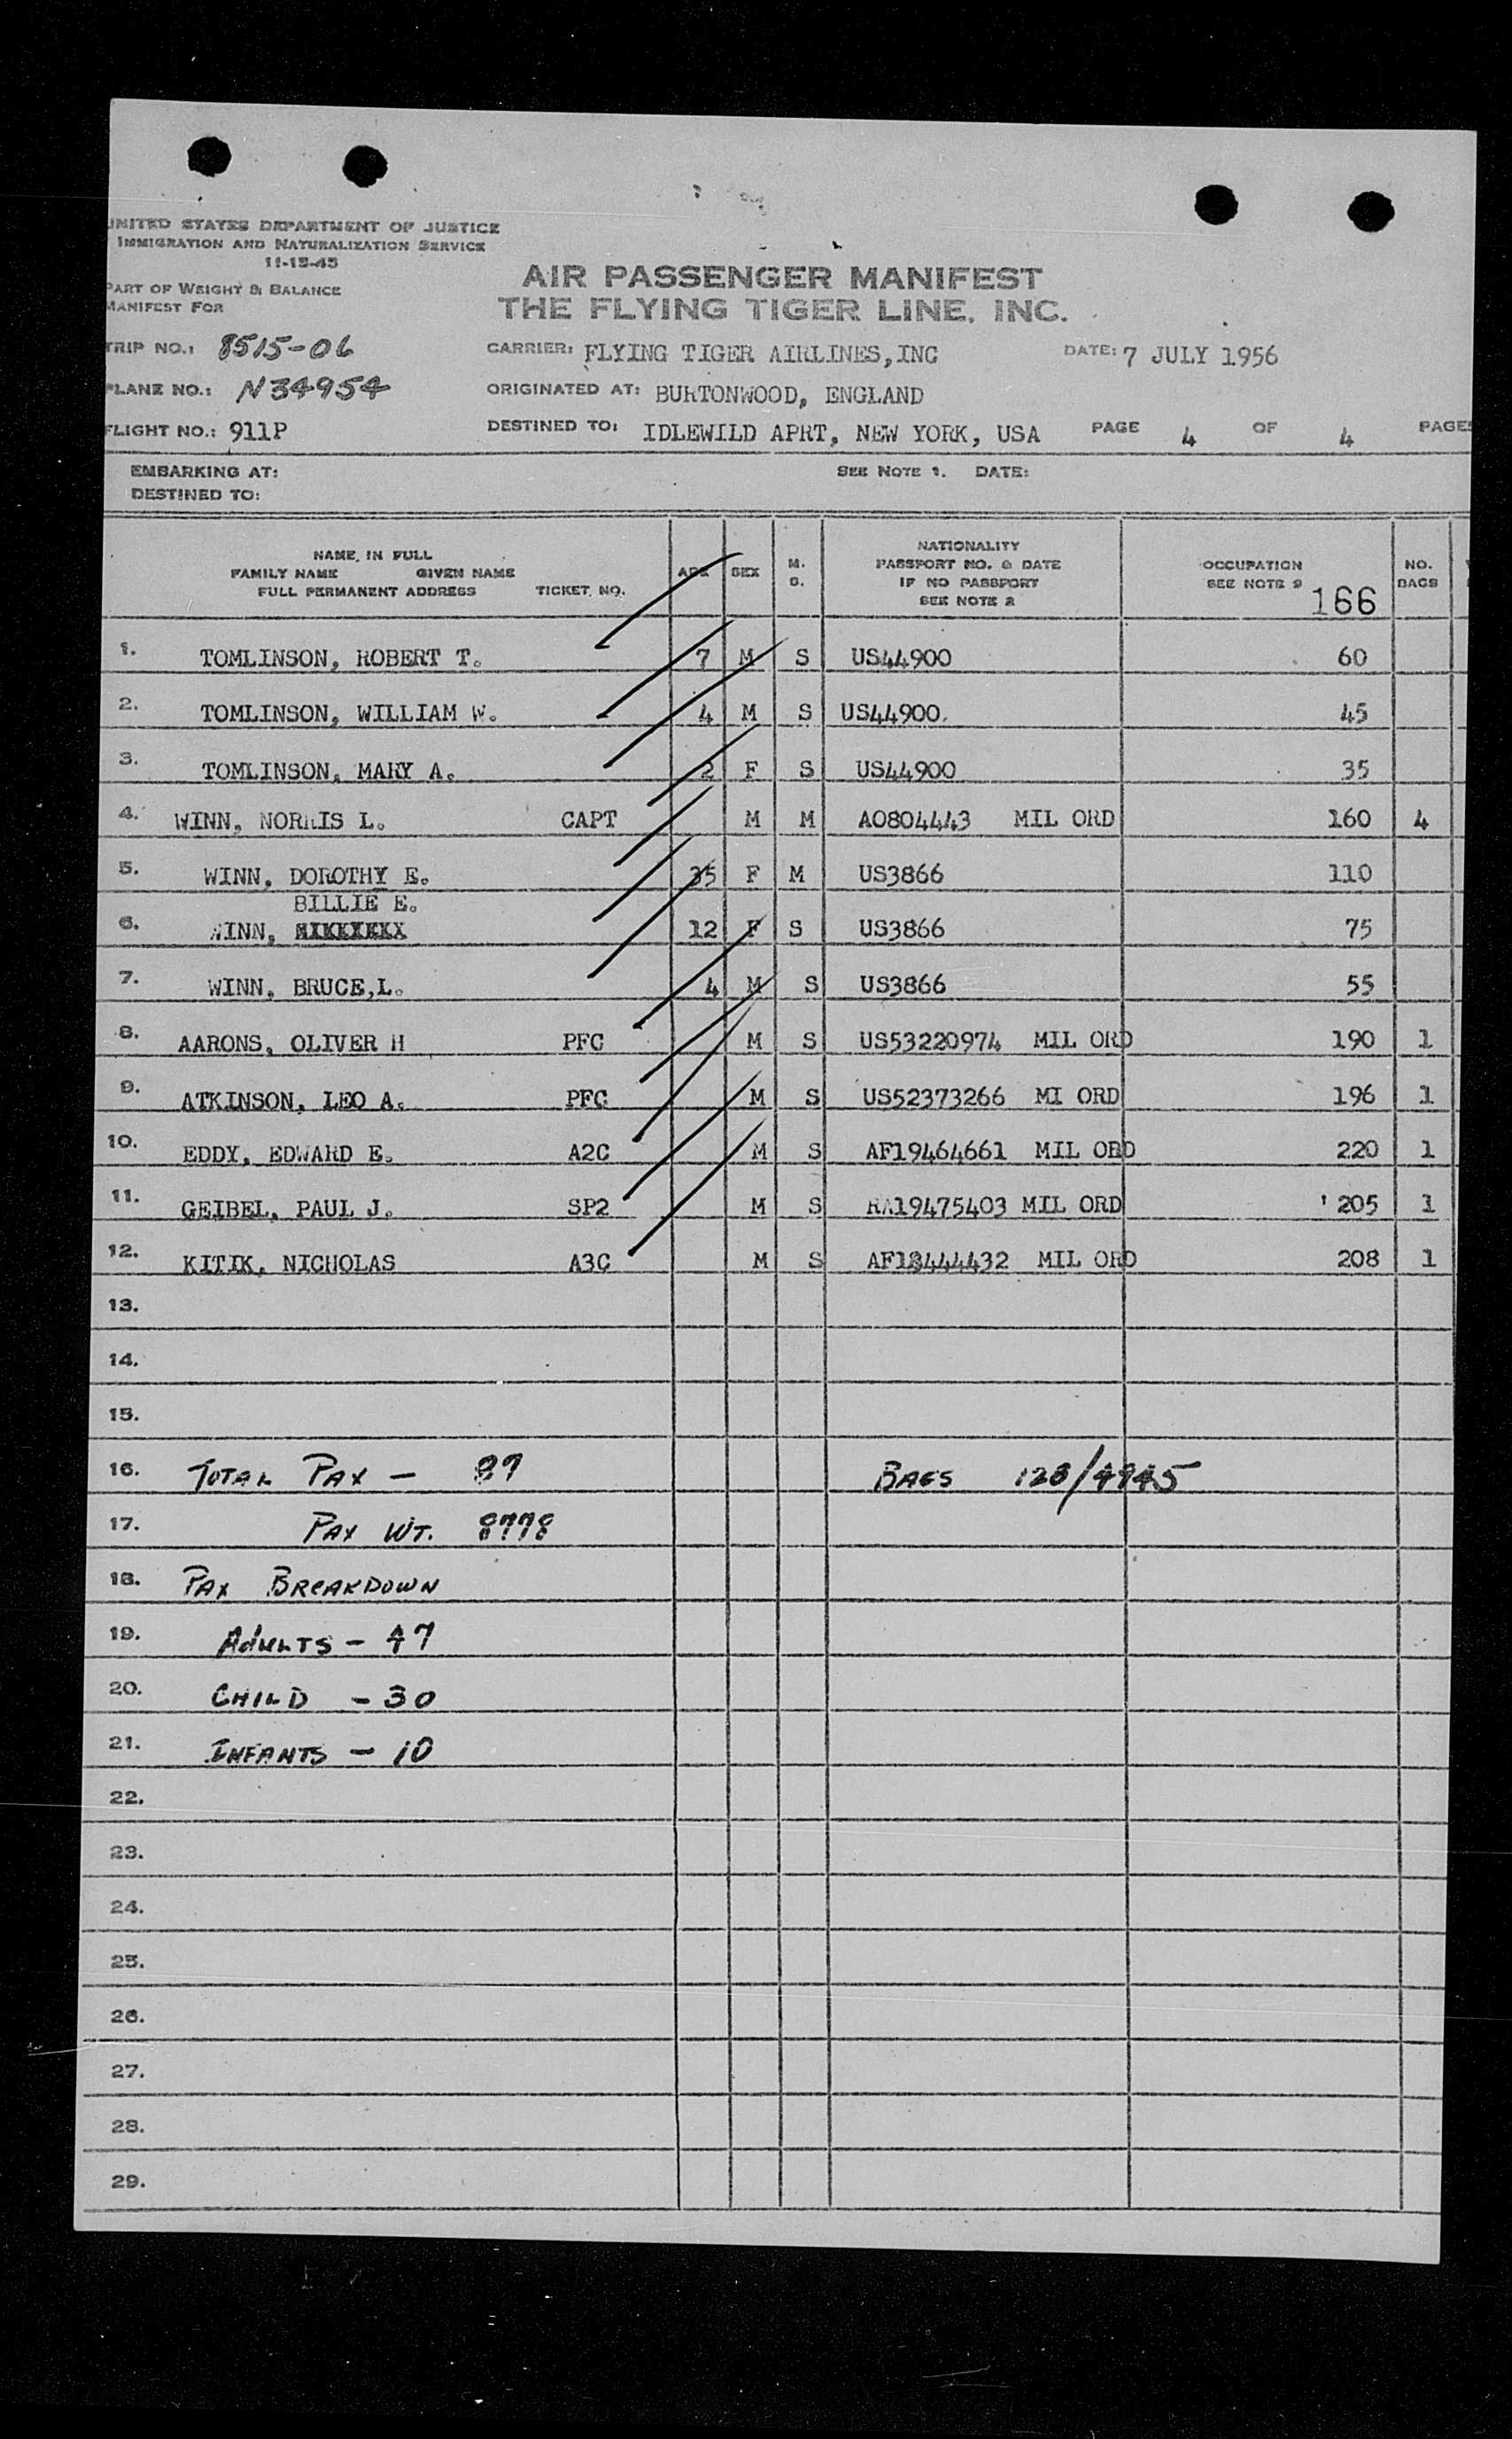 UNITED STATES DEPARTMENT OF JUSTICE
IMMIGRATION AND NATURALIZATION SERVICE
11-15-45
PART OF WEIGHT & BALANCE
MANIFEST FOR
AIR PASSENGER MANIFEST
THE FLYING TIGER LINE, INC.
TRIP NO.: 8515-06 CARRIER: FLYING TIGER AIRLINES, INC DATE: 7 JULY 1956
PLANE NO.: N34954 ORIGINATED AT: BURTONWOOD, ENGLAND
FLIGHT NO.: 911P DESTINED TO: IDLEWILD APRT, NEW YORK, USA PAGE 4 OF 4 PAGES
EMBARKING AT: SEE NOTE 1. DATE:
DESTINED TO:
NAME IN FULL
FAMILY NAME GIVEN NAME
FULL PERMANENT ADDRESS TICKET NO. AGE SEX M. S. NATIONALITY
PASSPORT NO. & DATE
IF NO PASSPORT
SEE NOTE 2 OCCUPATION
SEE NOTE 9 166 NO.
BAGS
1. TOMLINSON, ROBERT T. 7 M S US44900 60
2. TOMLINSON, WILLIAM W. 4 M S US44900. 45
3. TOMLINSON, MARY A. 2 F S US44900 35
4. WINN, NORRIS L. CAPT M M AO804443 MIL ORD 160 4
5. WINN, DOROTHY E. 35 F M US3866 110
BILLIE E.
6. WINN, 12 F S US3866 75
7. WINN, BRUCE,L. 4 M S US3866 55
8. AARONS, OLIVER H PFC M S US53220974 MIL ORD 190 1
9. ATKINSON, LEO A. PFC M S US52373266 MI ORD 196 1
10. EDDY, EDWARD E. A2C M S AF19464661 MIL ORD 220 1
11. GEIBEL, PAUL J. SP2 M S RA19475403 MIL ORD 205 1
12. KITIK, NICHOLAS A3C M S AF18444432 MIL ORD 208 1
13.
14.
15.
16. TOTAL PAX - 87 BAGS 128/4945
17. PAX WT. 8778
18. PAX BREAKDOWN
19. ADULTS - 47
20. CHILD - 30
21. INFANTS - 10
22.
23.
24.
25.
26.
27.
28.
29.